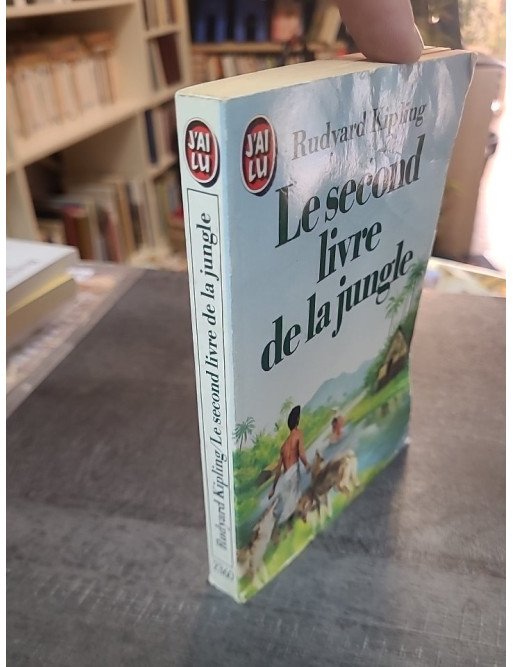 J'AI
LU
Rudyard Kipling
Le second
livre
de la jungle
J'AI
LU
Rudyard Kipling/Le second livre de la jungle
2360